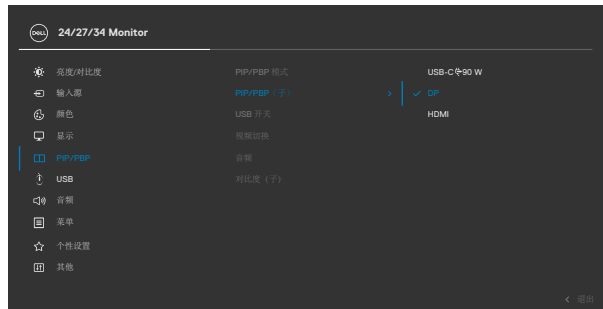 DELL 24/27/34 Monitor
亮度/对比度 PIP/PBP 模式 USB-C 90 W
输入源 PIP/PBP（子） DP
颜色 USB 开关 HDMI
显示 视频切换
PIP/PBP 音频
USB 对比度（子）
音频
菜单
个性设置
其他
退出